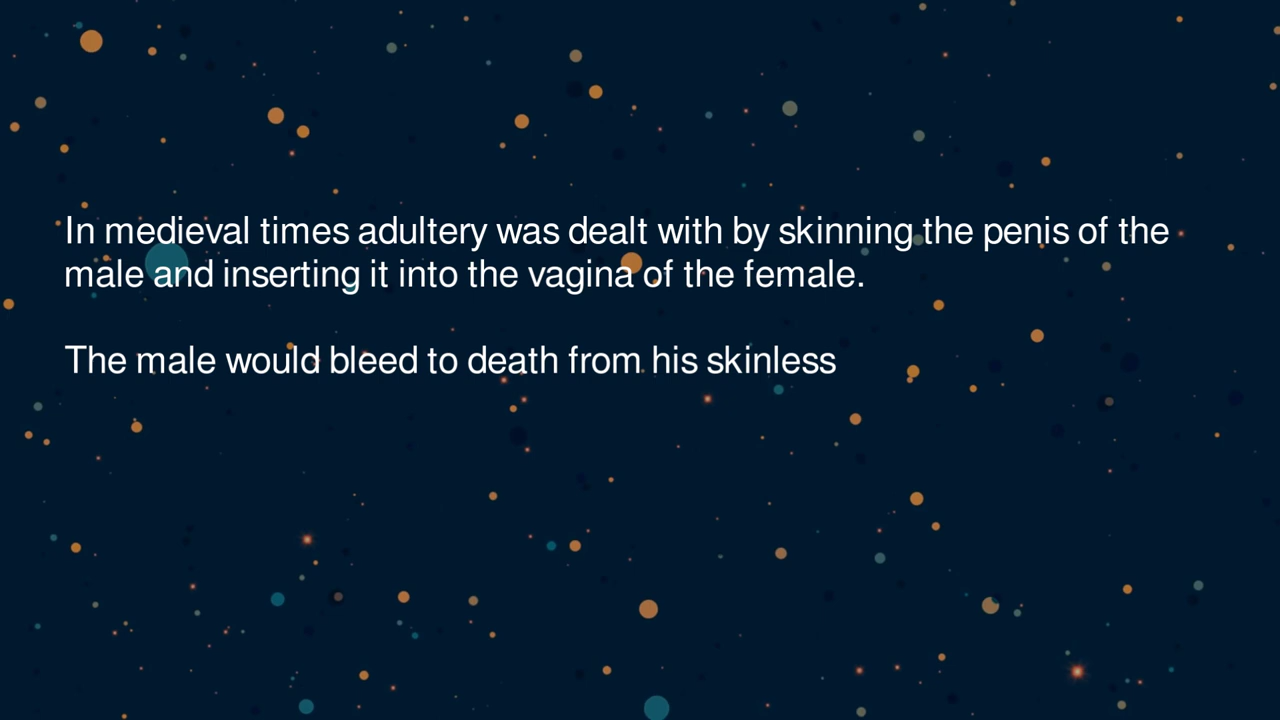 In medieval times adultery was dealt with by skinning the penis of the
male and inserting it into the vagina of the female.
The male would bleed to death from his skinless